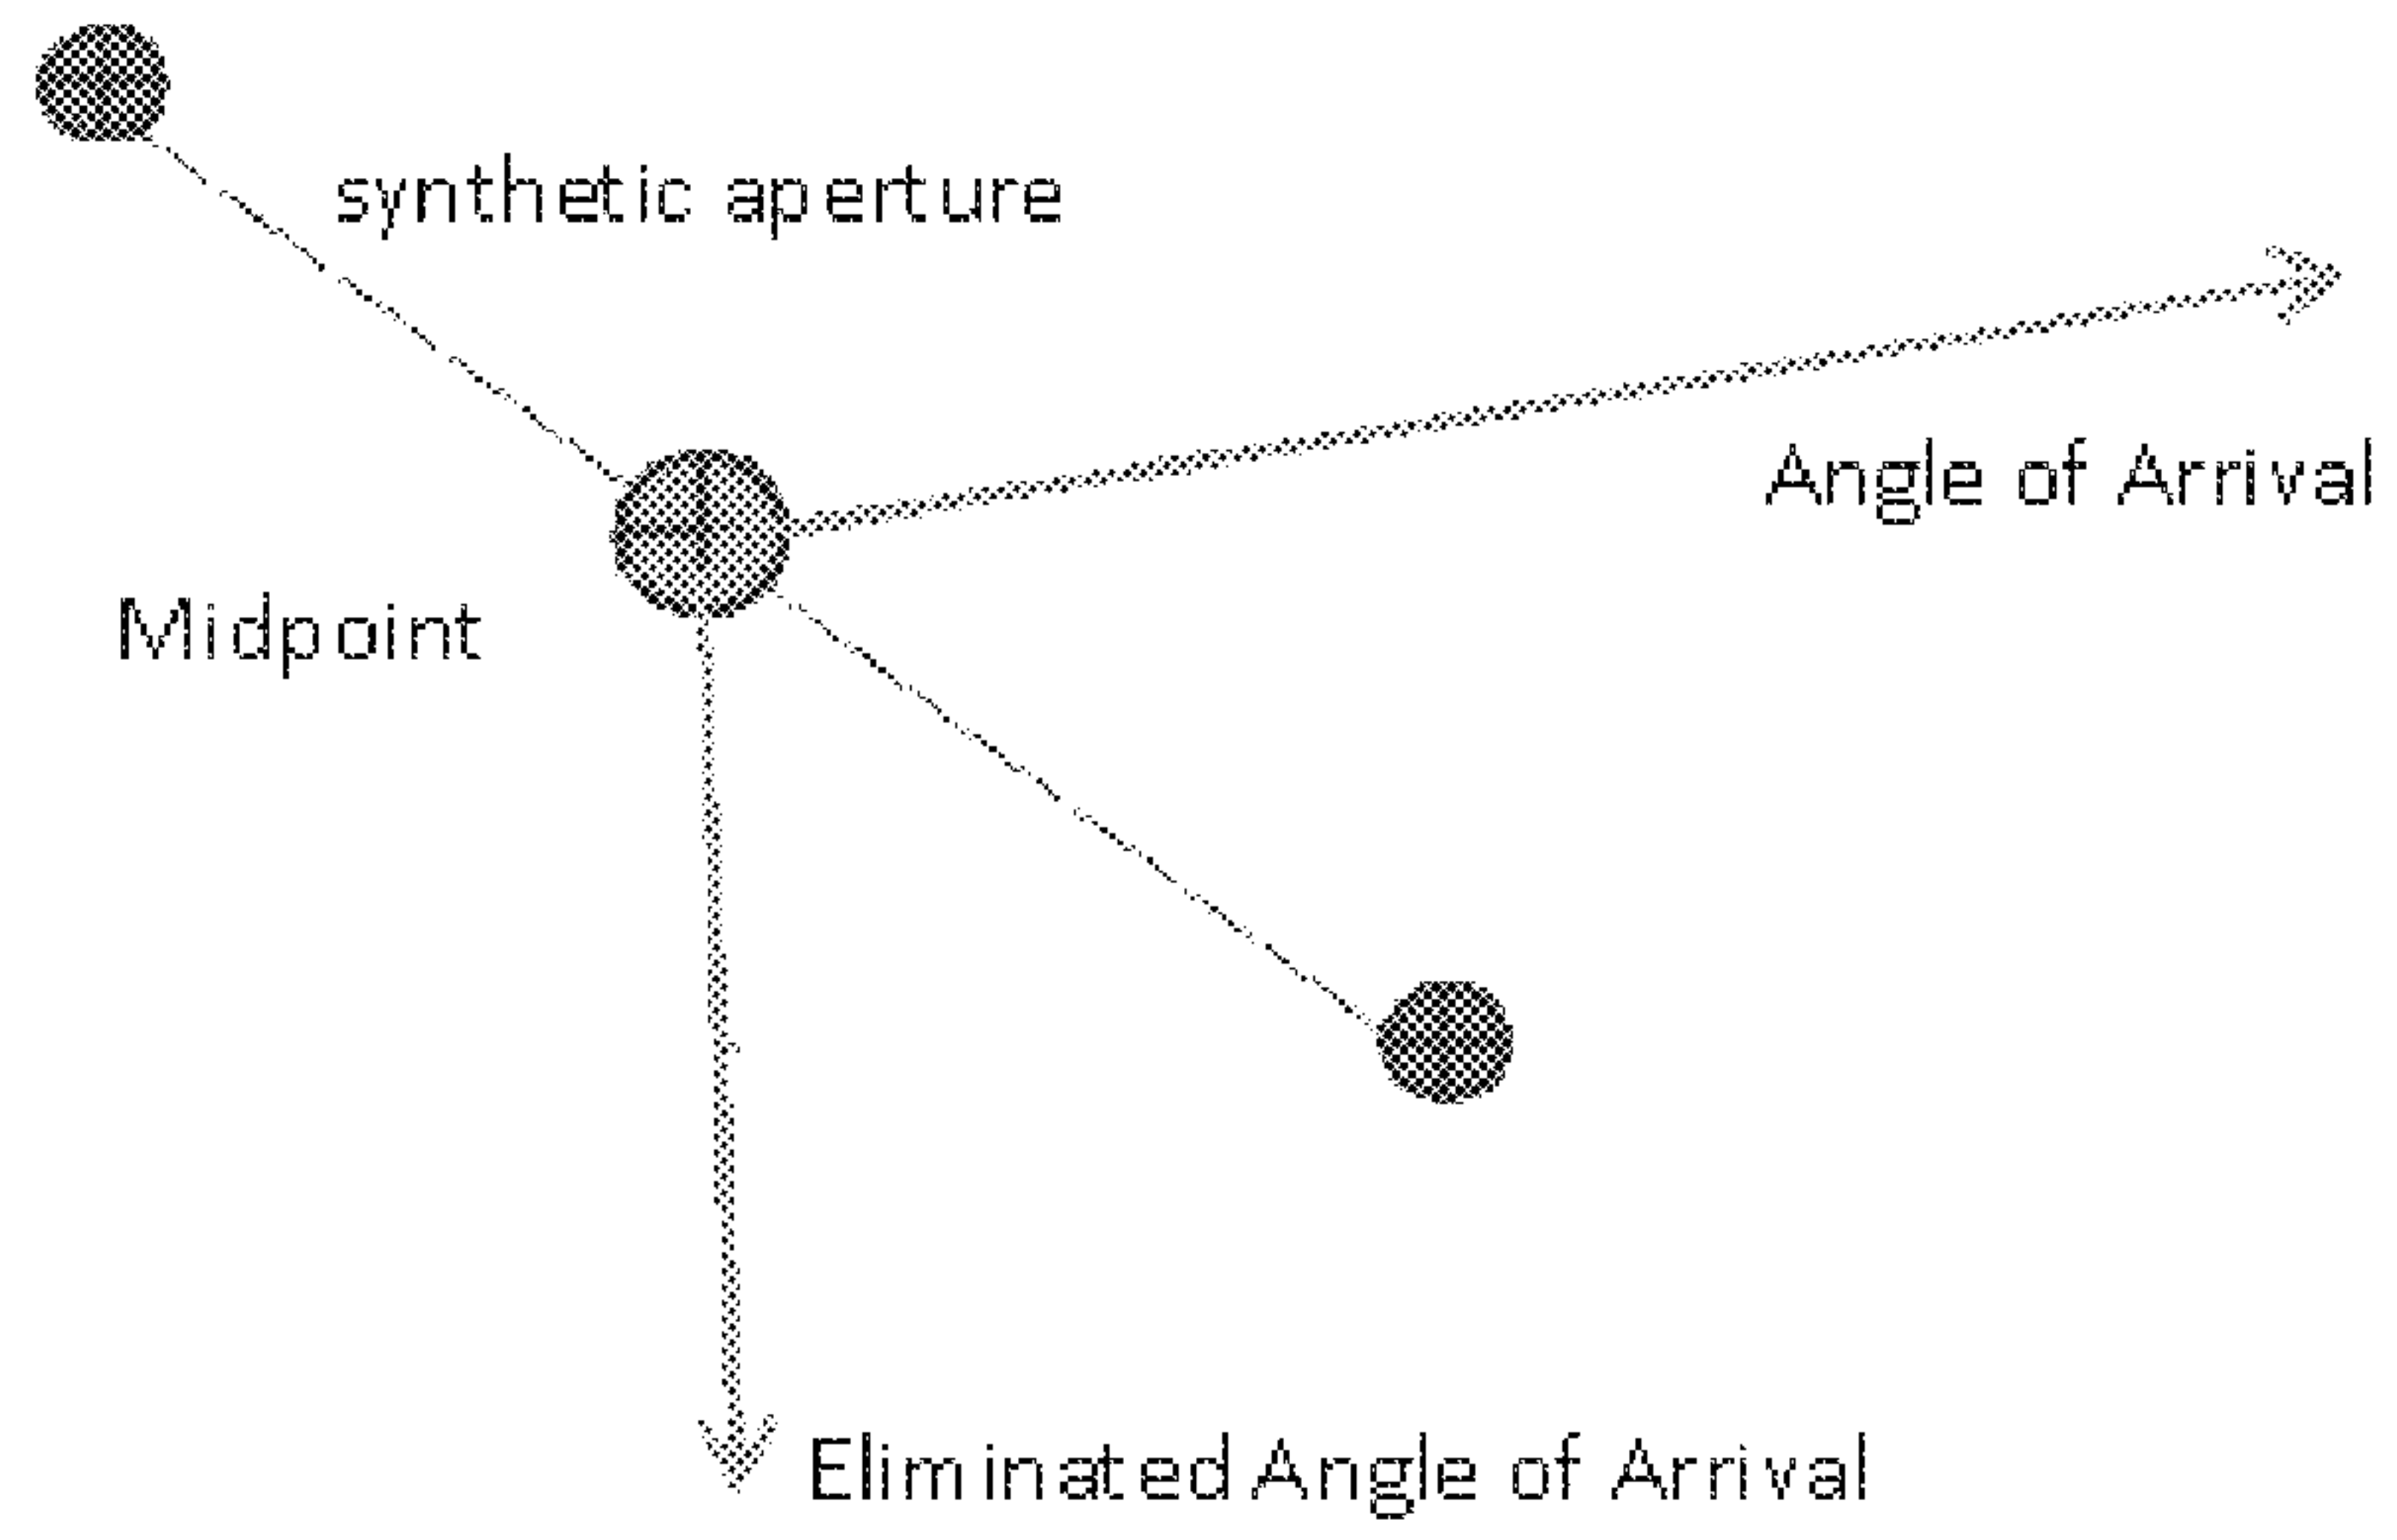 synthetic aperture
Angle of Arrival
Midpoint
Eliminated Angle of Arrival